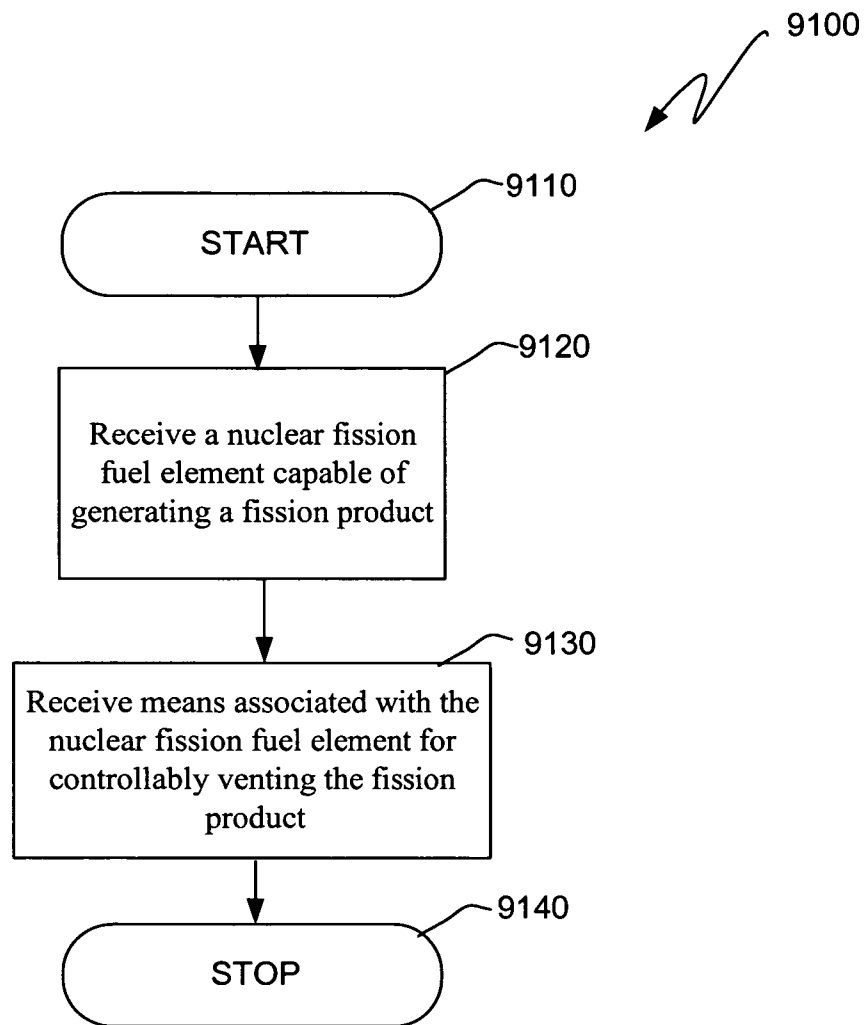 9100
9110
START
9120
Receive a nuclear fission
fuel element capable of
generating a fission product
9130
Receive means associated with the
nuclear fission fuel element for
controllably venting the fission
product
9140
STOP